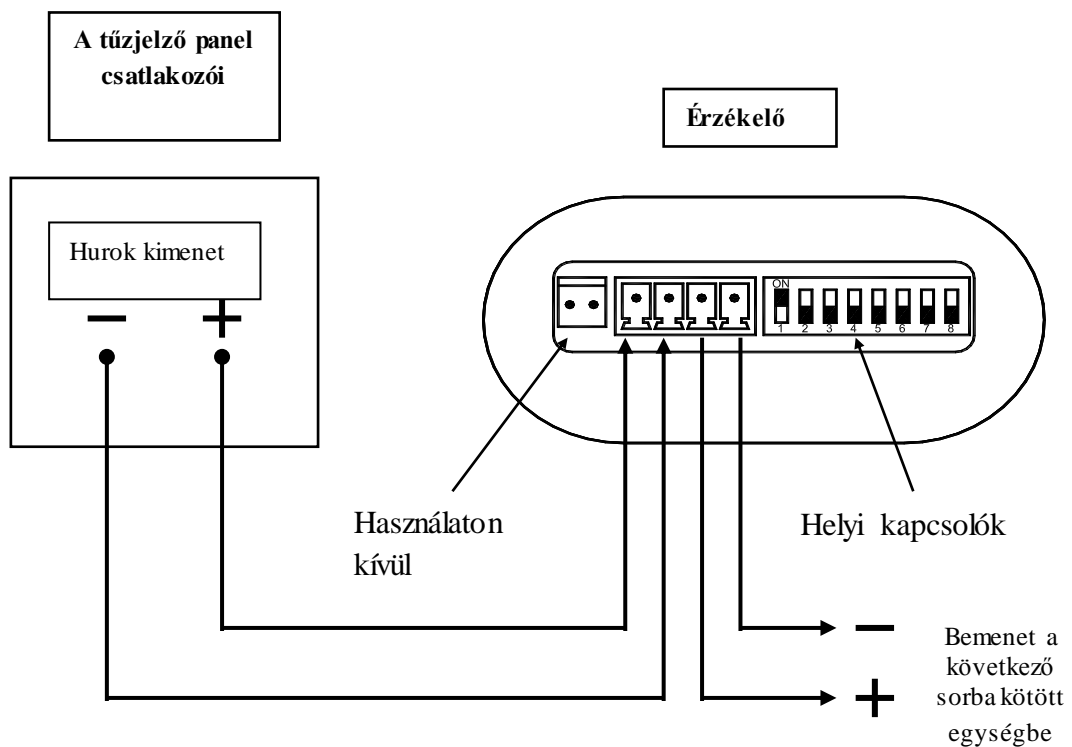 A tűzjelző panel
csatlakozói
Érzékelő
Hurok kimenet
− +
ON
1 2 3 4 5 6 7 8
Használaton
kívül
Helyi kapcsolók
−
+
Bemenet a
következő
sorba kötött
egységbe